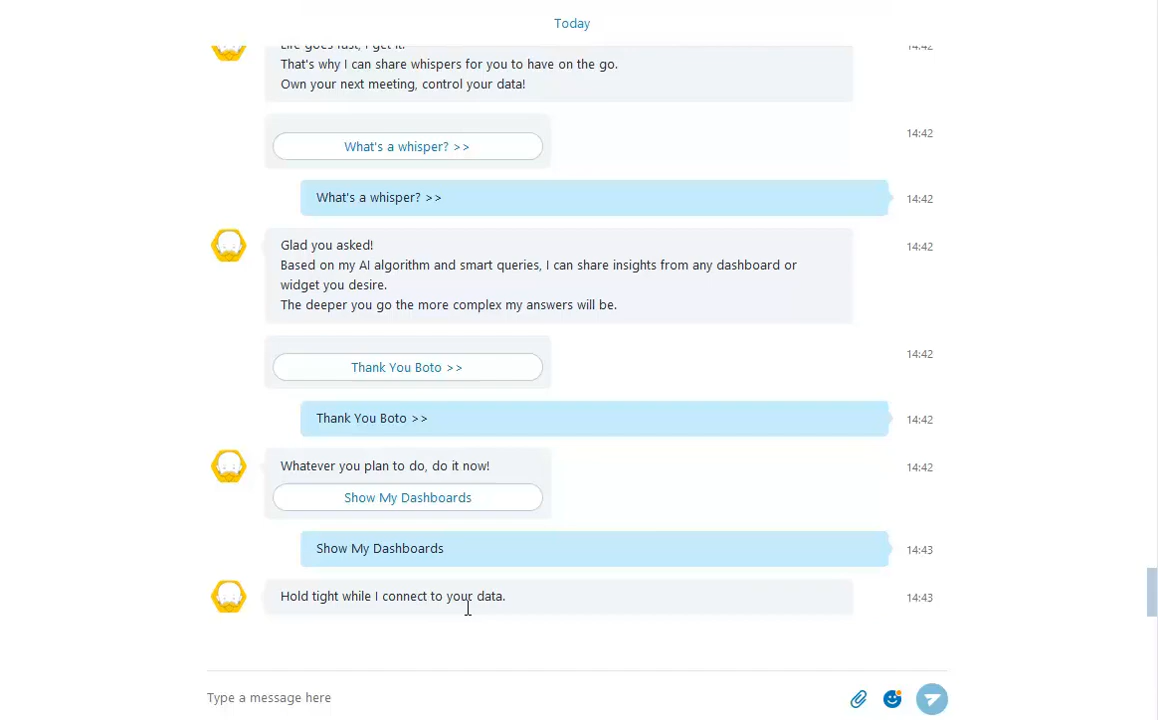 Today
Life goes fast, I get it.
14:42
That's why I can share whispers for you to have on the go.
Own your next meeting, control your data!
14:42
What's a whisper? >>
What's a whisper? >>
14:42
Glad you asked!
14:42
Based on my AI algorithm and smart queries, I can share insights from any dashboard or
widget you desire.
The deeper you go the more complex my answers will be.
14:42
Thank You Boto >>
Thank You Boto >>
14:42
Whatever you plan to do, do it now!
14:42
Show My Dashboards
Show My Dashboards
14:43
Hold tight while I connect to your data.
14:43
Type a message here